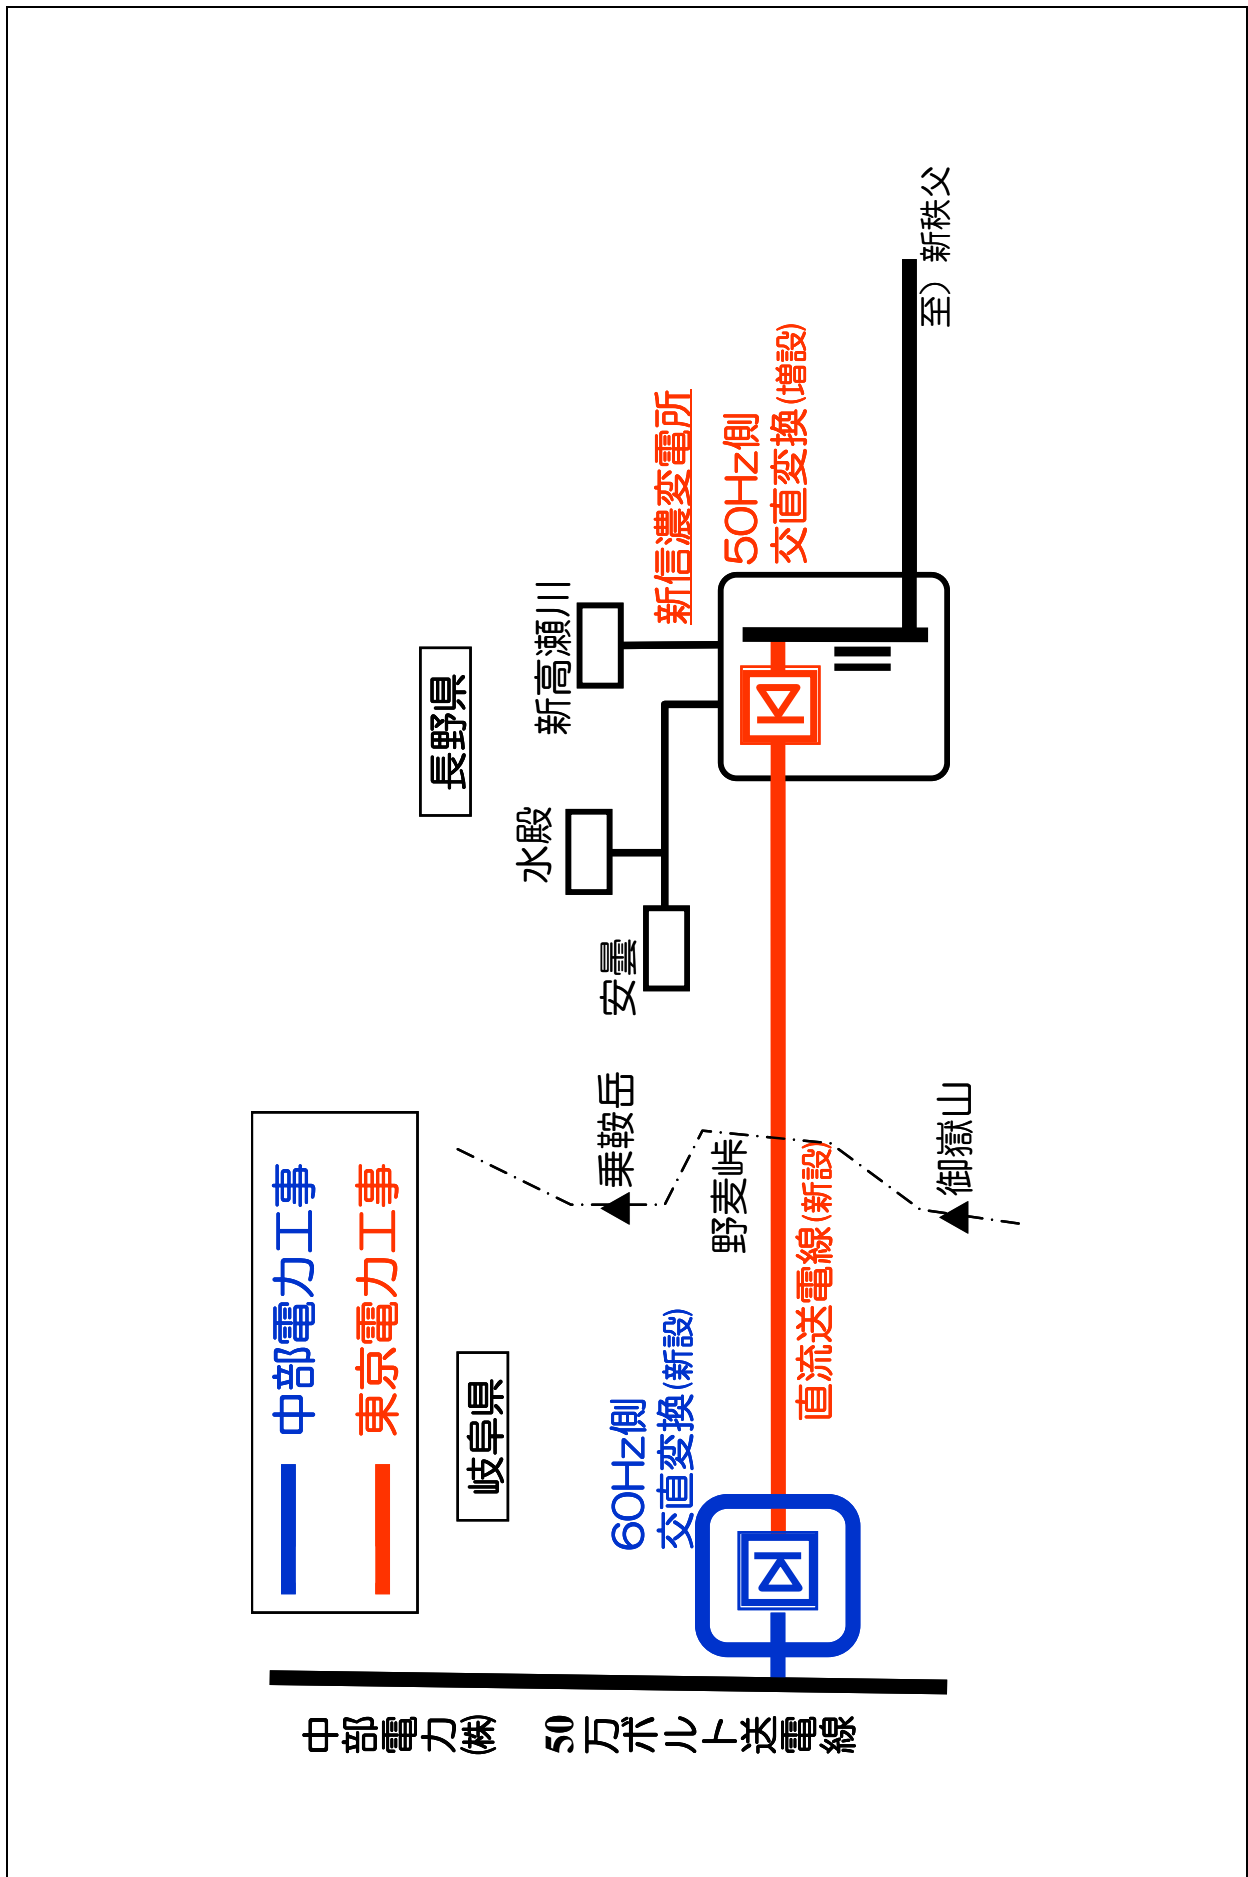 中部電力工事
東京電力工事
長野県
岐阜県
新高瀬川
水殿
安曇
乗鞍岳
野麦峠
御嶽山
新信濃変電所
50Hz側
交直変換(増設)
至）新秩父
60Hz側
交直変換(新設)
直流送電線(新設)
中部電力㈱　50万ボルト送電線